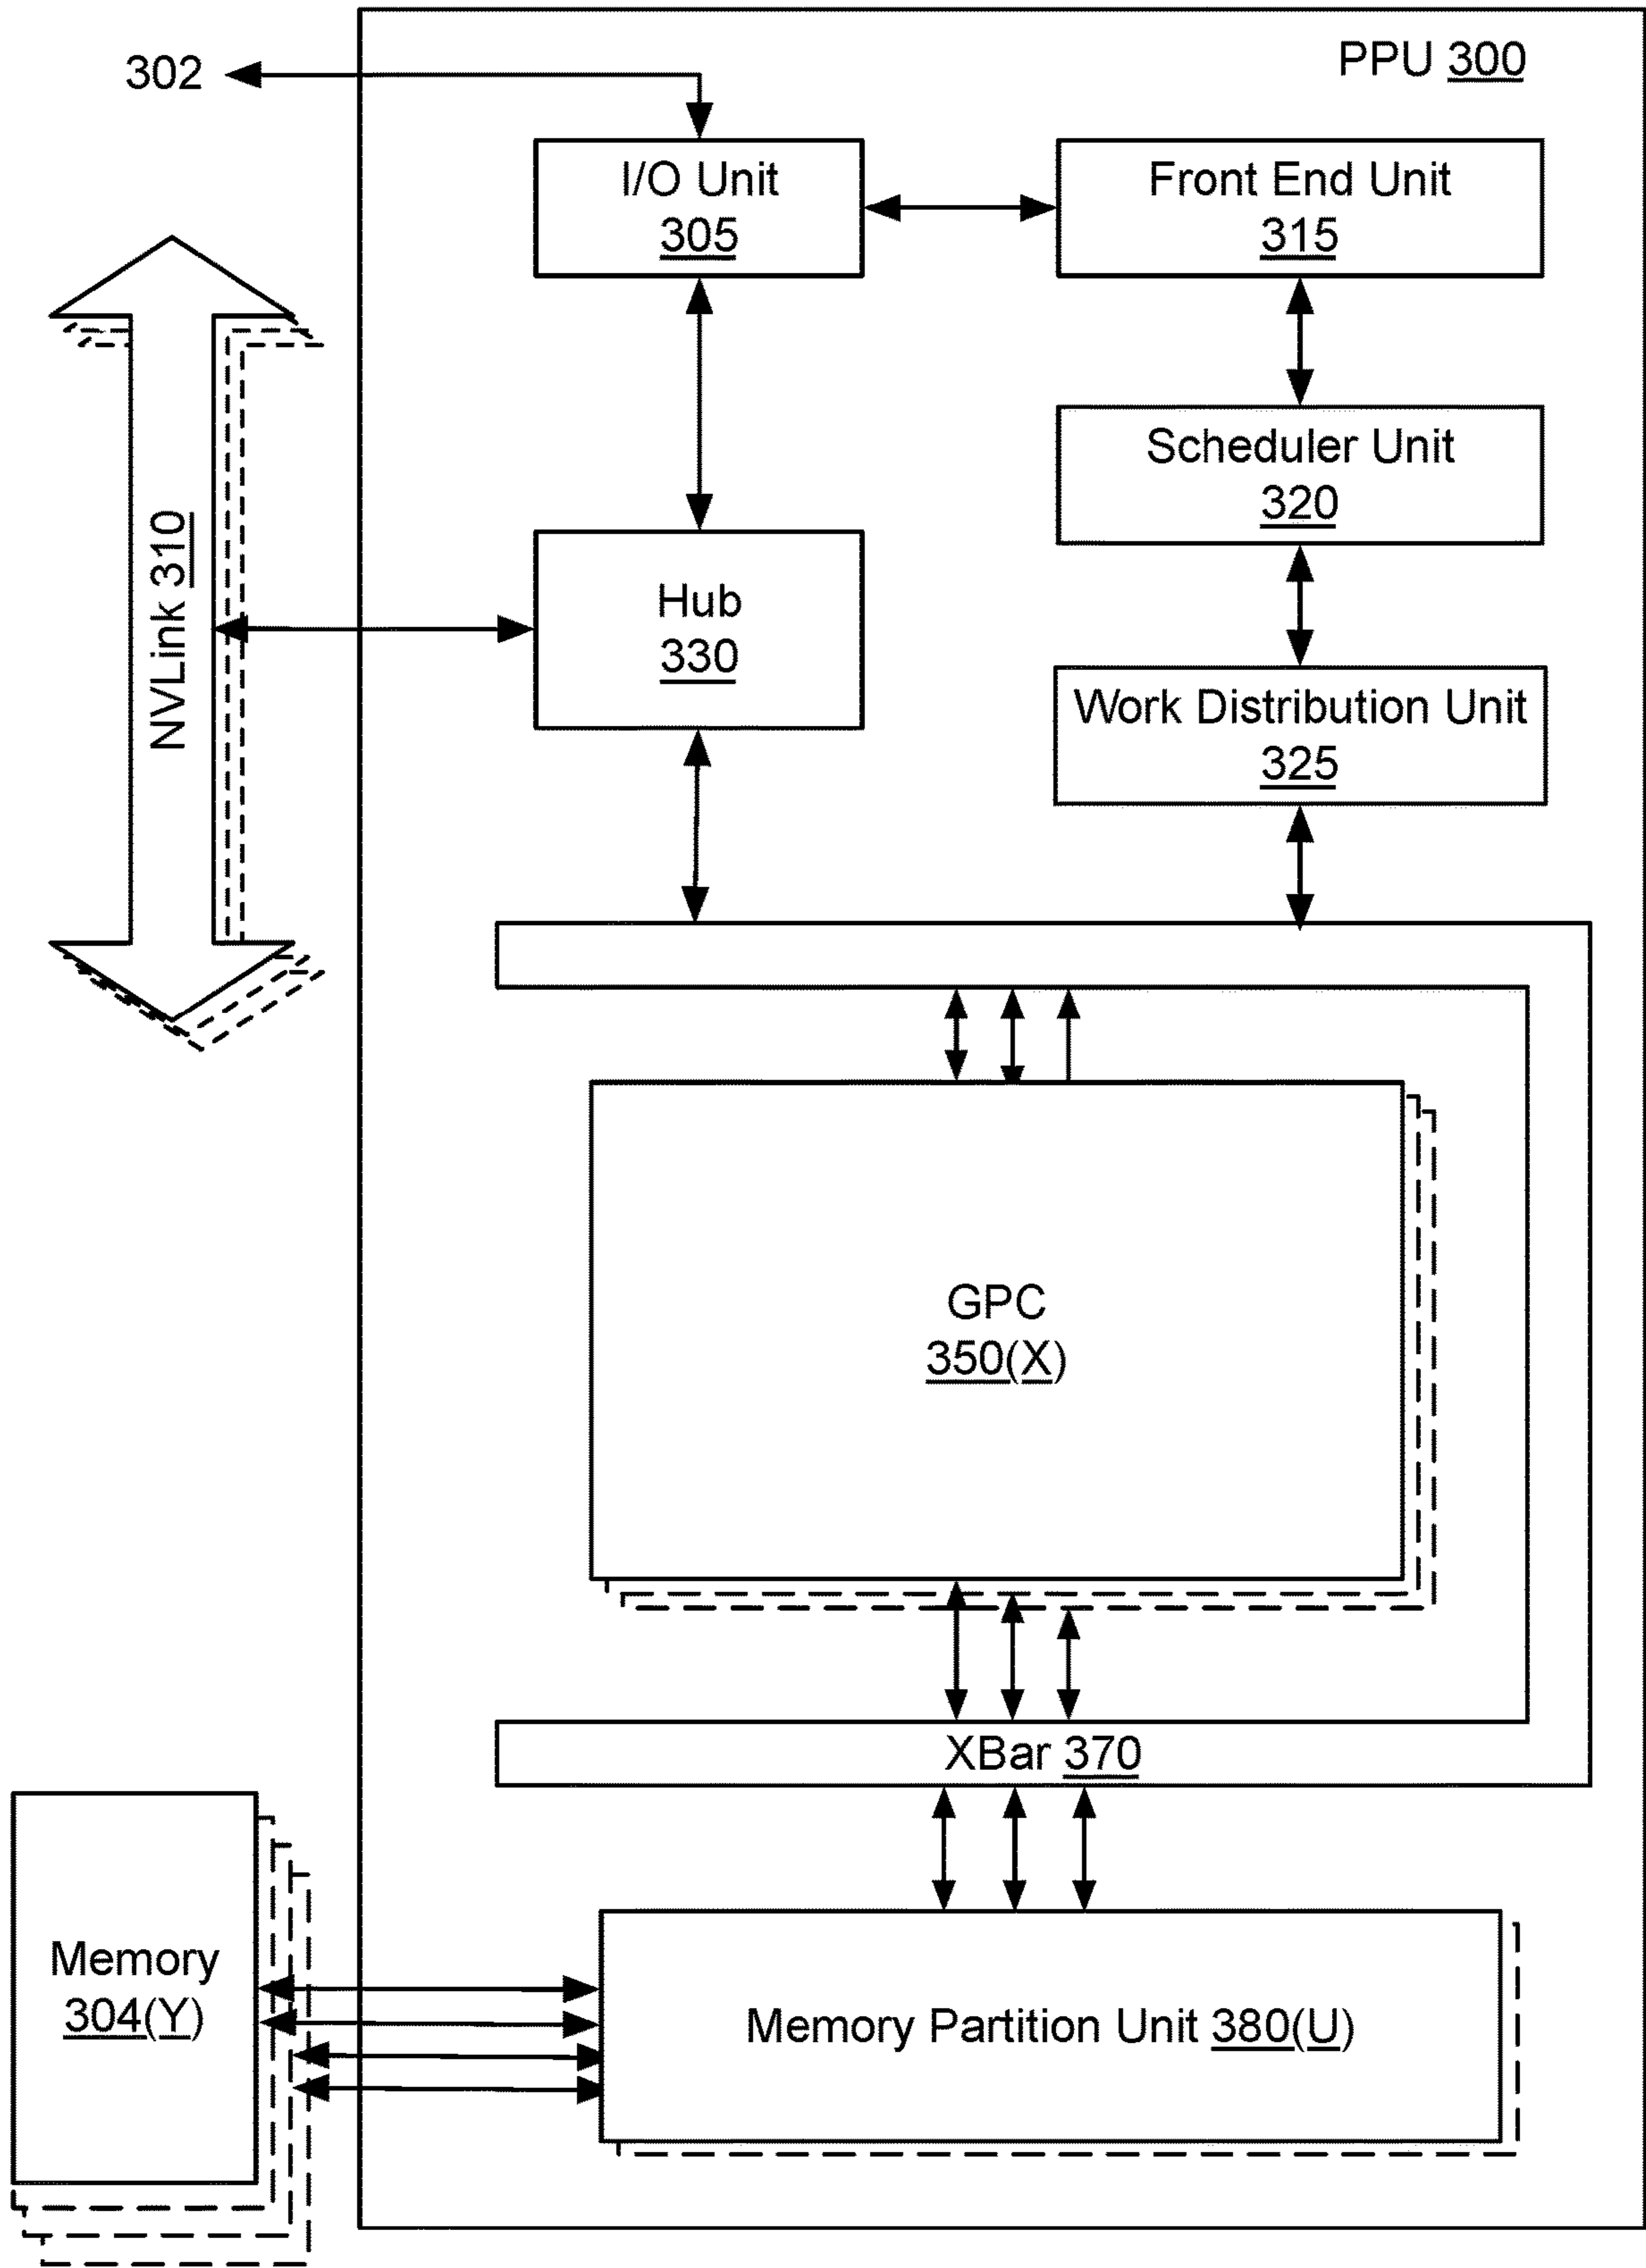 PPU 300
302
I/O Unit
305
Front End Unit
315
Scheduler Unit
320
NVLink 310
Hub
330
Work Distribution Unit
325
GPC
350(X)
XBar 370
Memory
304(Y)
Memory Partition Unit 380(U)